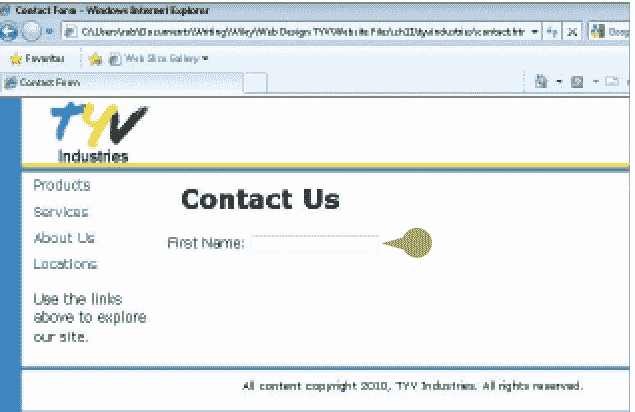 Contact Form - Windows Internet Explorer
Favorites Web Slice Gallery
Contact Form
TYV
Industries
Products
Services
About Us
Locations
Use the links
above to explore
our site.
Contact Us
First Name:
All content copyright 2010, TYV Industries. All rights reserved.